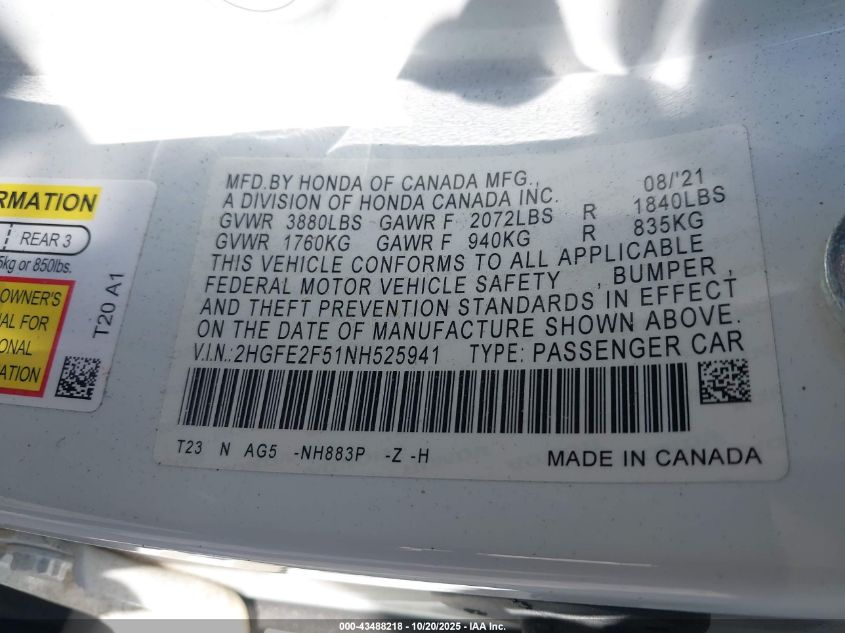 RMATION
REAR 3
5kg or 850lbs.
OWNER'S
AL FOR
ONAL
ATION
T20 A1
MFD.BY HONDA OF CANADA MFG., 08/'21
A DIVISION OF HONDA CANADA INC.
GVWR 3880LBS GAWR F 2072LBS R 1840LBS
GVWR 1760KG GAWR F 940KG R 835KG
THIS VEHICLE CONFORMS TO ALL APPLICABLE
FEDERAL MOTOR VEHICLE SAFETY , BUMPER ,
AND THEFT PREVENTION STANDARDS IN EFFECT
ON THE DATE OF MANUFACTURE SHOWN ABOVE.
V.I.N.:2HGFE2F51NH525941 TYPE: PASSENGER CAR
T23 N AG5 -NH883P -Z -H
MADE IN CANADA
000-43488218 - 10/20/2025 - IAA Inc.